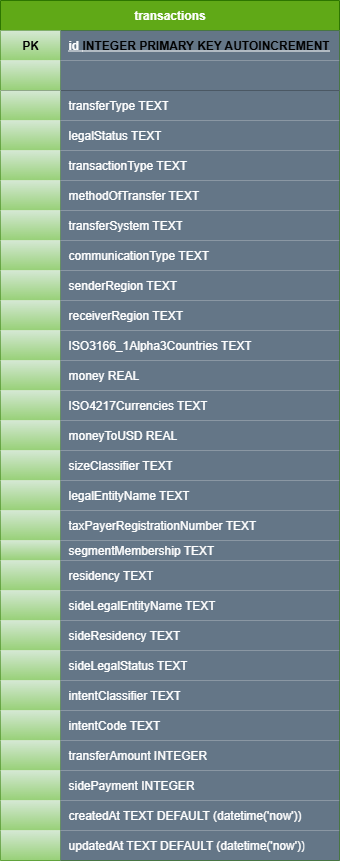 transactions
PK id INTEGER PRIMARY KEY AUTOINCREMENT
transferType TEXT
legalStatus TEXT
transactionType TEXT
methodOfTransfer TEXT
transferSystem TEXT
communicationType TEXT
senderRegion TEXT
receiverRegion TEXT
ISO3166_1Alpha3Countries TEXT
money REAL
ISO4217Currencies TEXT
moneyToUSD REAL
sizeClassifier TEXT
legalEntityName TEXT
taxPayerRegistrationNumber TEXT
segmentMembership TEXT
residency TEXT
sideLegalEntityName TEXT
sideResidency TEXT
sideLegalStatus TEXT
intentClassifier TEXT
intentCode TEXT
transferAmount INTEGER
sidePayment INTEGER
createdAt TEXT DEFAULT (datetime('now'))
updatedAt TEXT DEFAULT (datetime('now'))